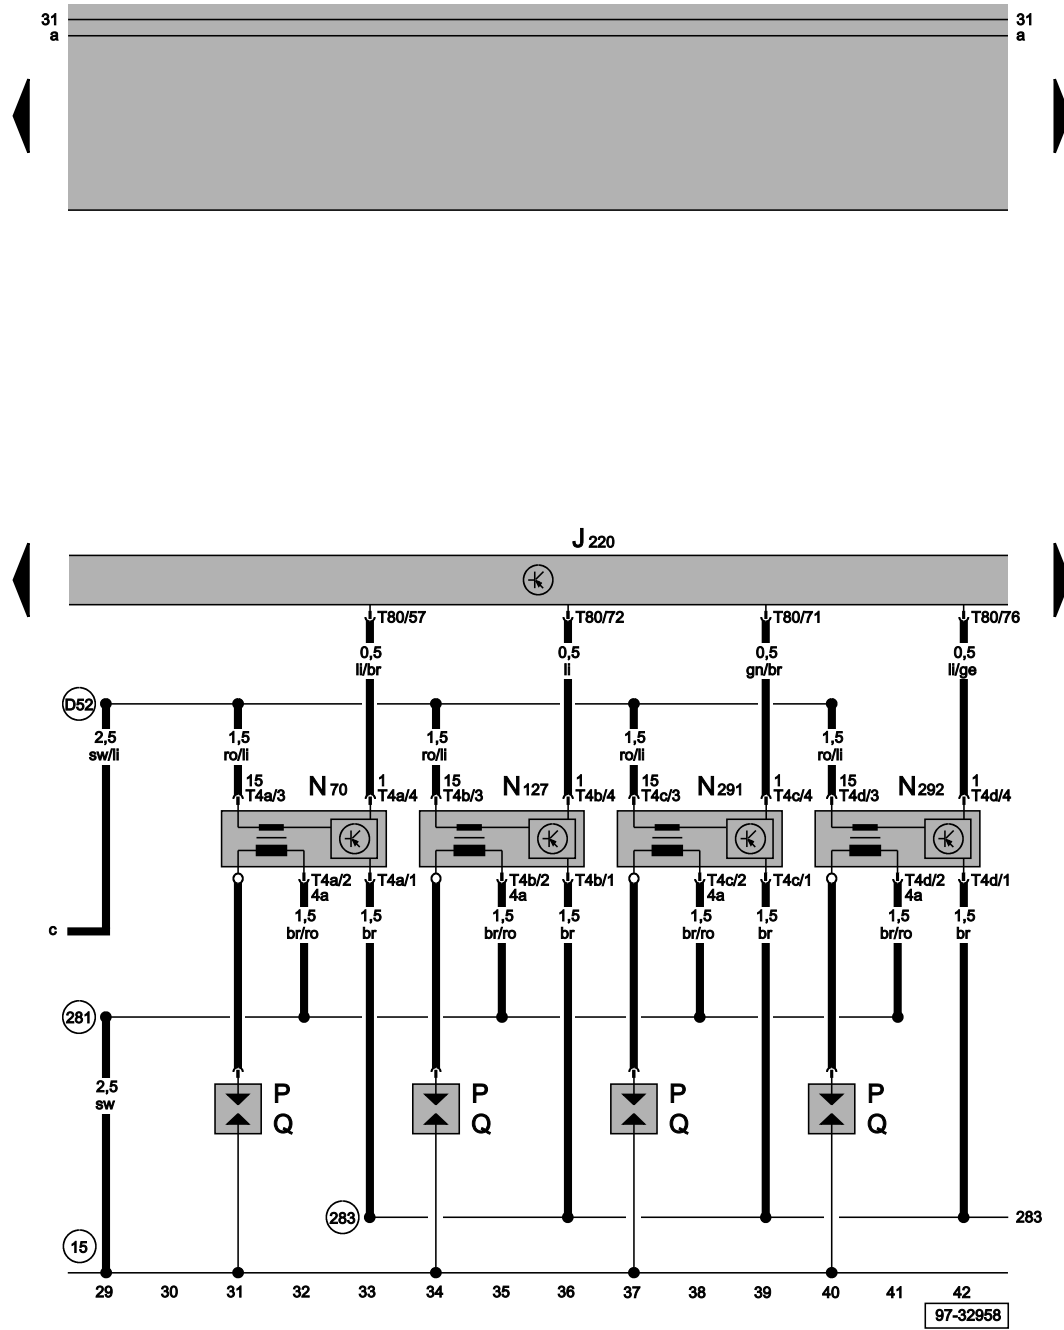 31 31
a a
J 220
T80/57 T80/72 T80/71 T80/76
0,5 0,5 0,5 0,5
li/br li gn/br li/ge
D52
2,5 1,5 1,5 1,5 1,5
sw/li ro/li ro/li ro/li ro/li
15 1 15 1 15 1 15 1
T4a/3 N 70 T4a/4 T4b/3 N 127 T4b/4 T4c/3 N 291 T4c/4 T4d/3 N 292 T4d/4
T4a/2 T4a/1 T4b/2 T4b/1 T4c/2 T4c/1 T4d/2 T4d/1
4a 4a 4a 4a
1,5 1,5 1,5 1,5 1,5 1,5 1,5 1,5
c br/ro br br/ro br br/ro br br/ro br
281
2,5 P P P P
sw Q Q Q Q
283 283
15
29 30 31 32 33 34 35 36 37 38 39 40 41 42
97-32958